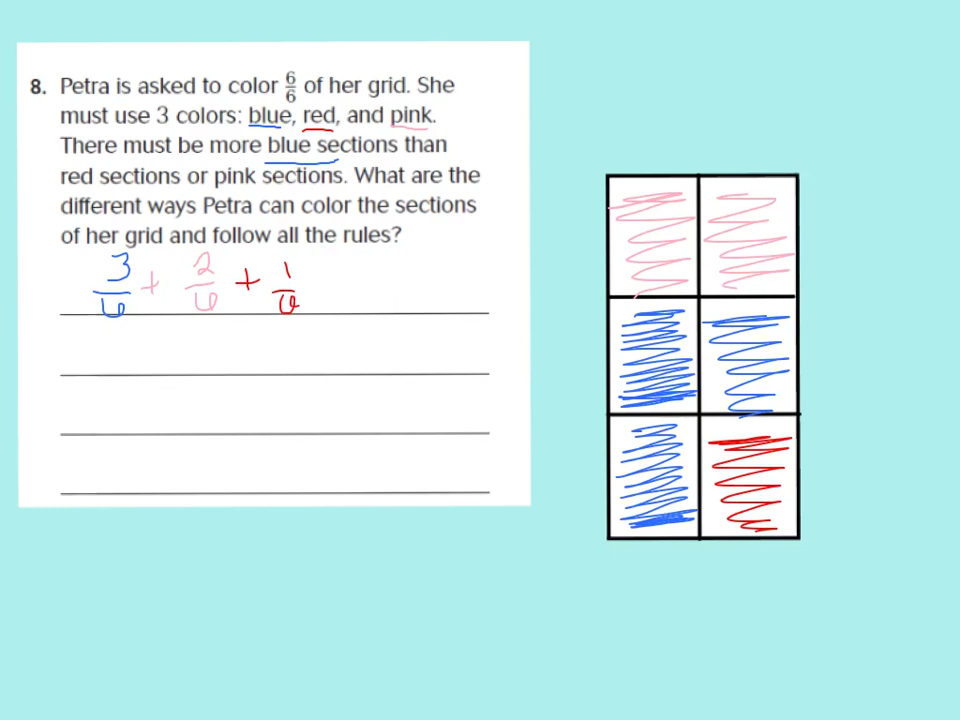 8. Petra is asked to color 6/6 of her grid. She
must use 3 colors: blue, red, and pink.
There must be more blue sections than
red sections or pink sections. What are the
different ways Petra can color the sections
of her grid and follow all the rules?
3/6 + 2/6 + 1/6